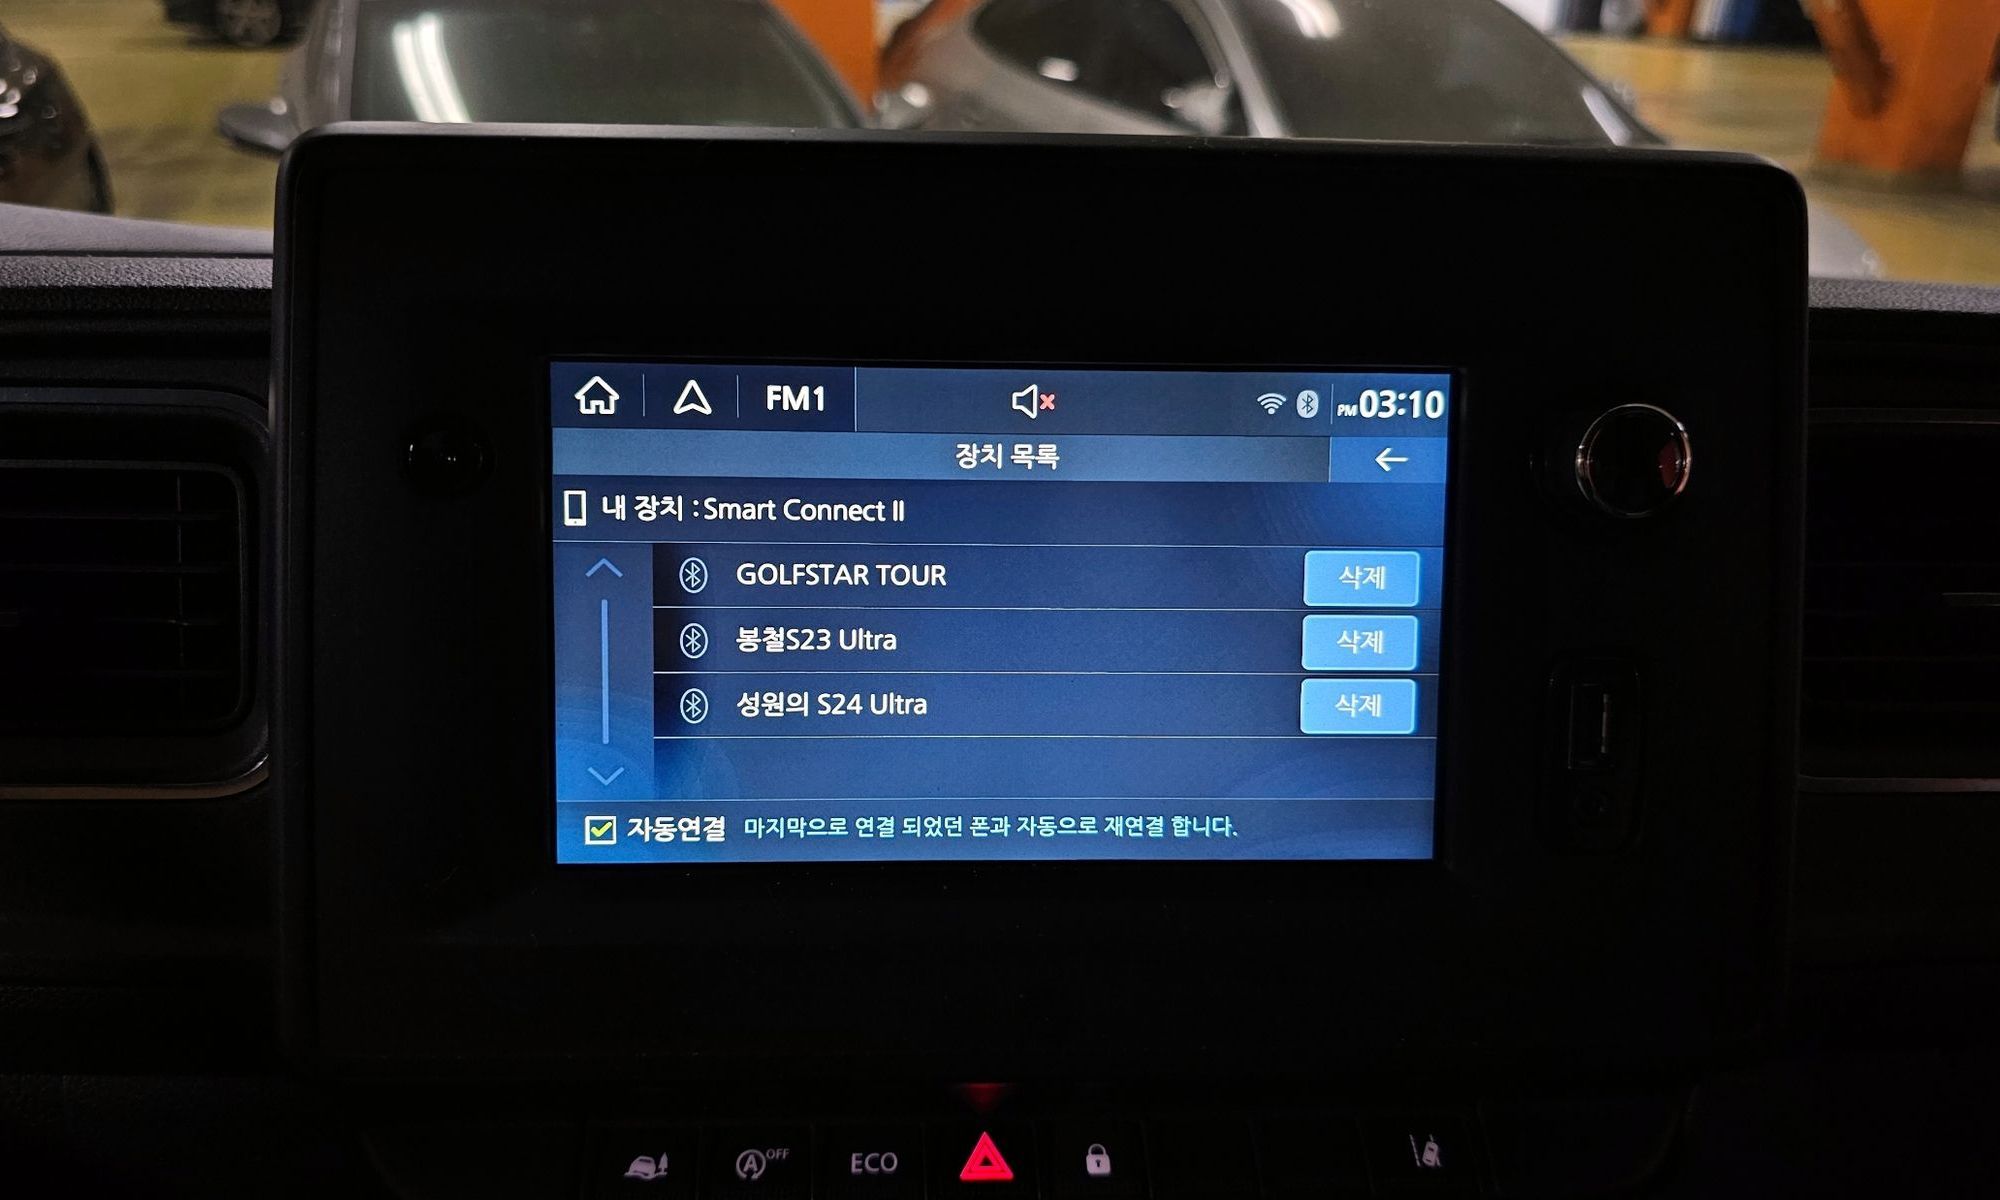 FM1
PM 03:10
장치 목록
내 장치 : Smart Connect II
GOLFSTAR TOUR 삭제
봉철S23 Ultra 삭제
성원의 S24 Ultra 삭제
자동연결 마지막으로 연결 되었던 폰과 자동으로 재연결 합니다.
A OFF
ECO